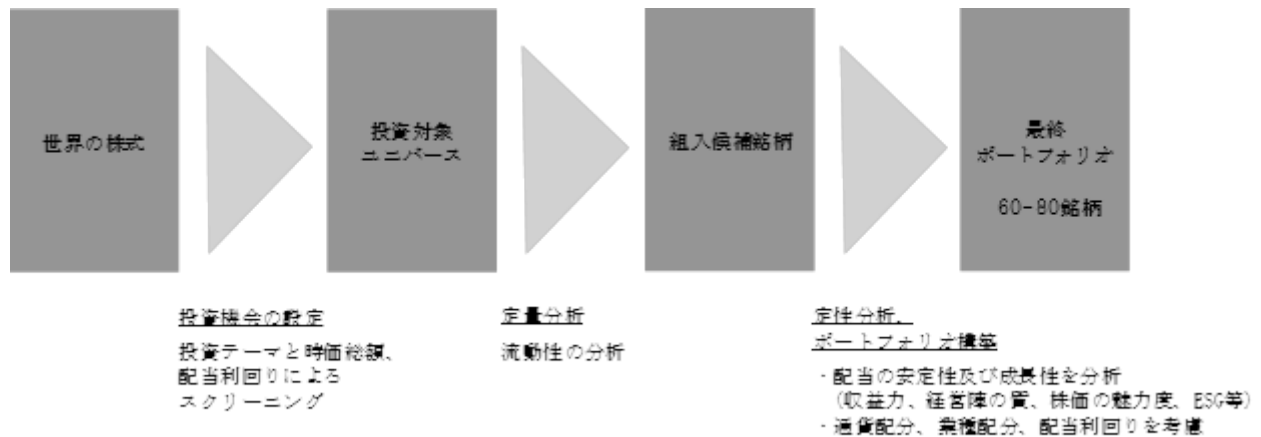 世界の株式
投資対象
ユニバース
組入候補銘柄
最終
ポートフォリオ
60-80銘柄
投資機会の設定
投資テーマと時価総額、
配当利回りによる
スクリーニング
定量分析
流動性の分析
定性分析、
ポートフォリオ構築
・配当の安定性及び成長性を分析
(収益力、経営陣の質、株価の魅力度、ESG等)
・通貨配分、業種配分、配当利回りを考慮